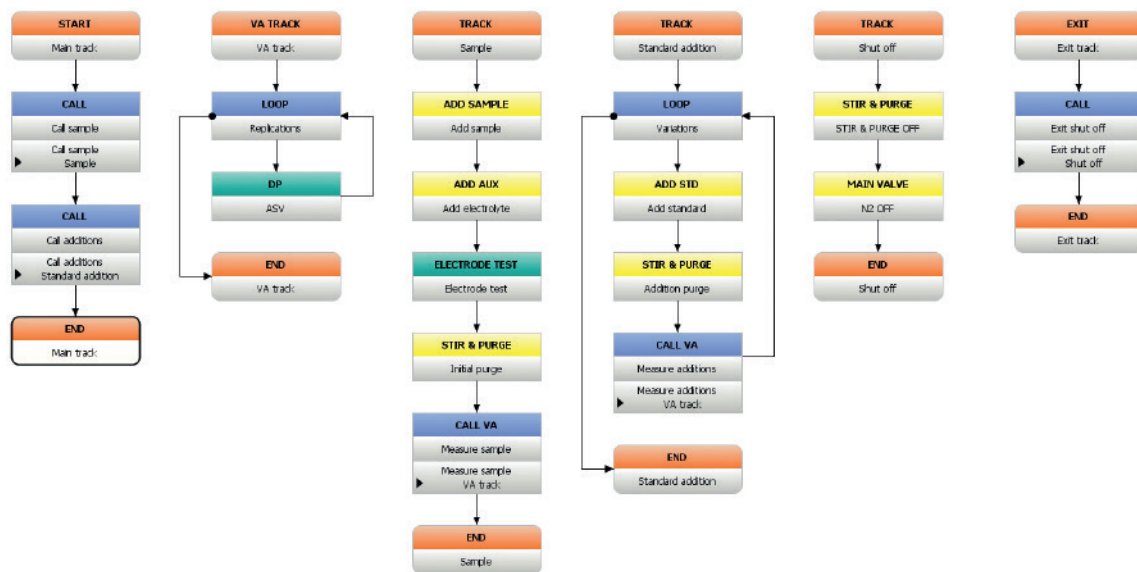 START
Main track
CALL
Call sample
Call sample
Sample
CALL
Call additions
Call additions
Standard addition
END
Main track
VA TRACK
VA track
LOOP
Replications
DP
ASV
END
VA track
TRACK
Sample
ADD SAMPLE
Add sample
ADD AUX
Add electrolyte
ELECTRODE TEST
Electrode test
STIR & PURGE
Initial purge
CALL VA
Measure sample
Measure sample
VA track
END
Sample
TRACK
Standard addition
LOOP
Variations
ADD STD
Add standard
STIR & PURGE
Addition purge
CALL VA
Measure additions
Measure additions
VA track
END
Standard addition
TRACK
Shut off
STIR & PURGE
STIR & PURGE OFF
MAIN VALVE
N2 OFF
END
Shut off
EXIT
Exit track
CALL
Exit shut off
Exit shut off
Shut off
END
Exit track